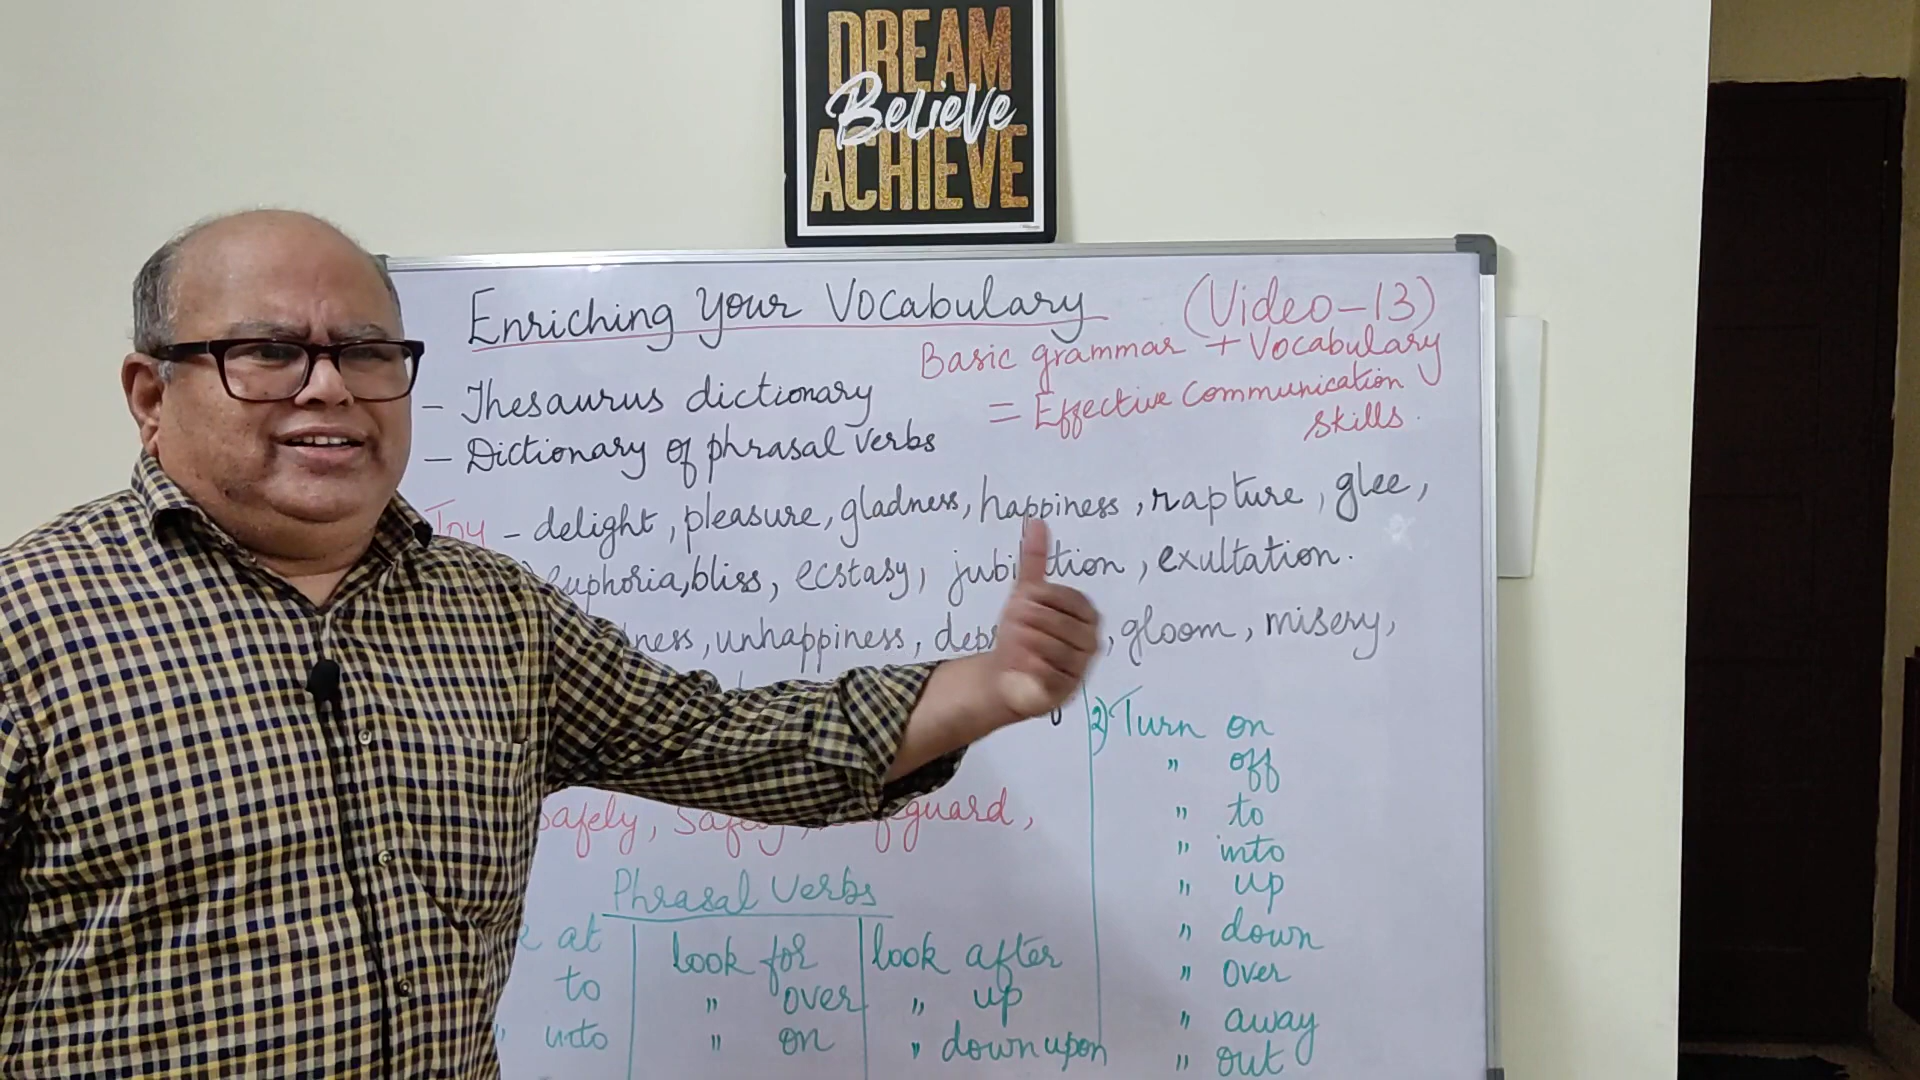 DREAM
Believe
ACHIEVE
Enriching Your Vocabulary (Video-13)
Basic grammar + Vocabulary
= Effective Communication
skills.
- Thesaurus dictionary
- Dictionary of phrasal verbs
Joy - delight, pleasure, gladness, happiness, rapture, glee,
euphoria, bliss, ecstasy, exultation.
unhappiness, gloom, misery,
Safely, Safety,
Phrasal Verbs
at
to
into
look for
" over
" on
look after
" up
" down upon
2) Turn on
" off
" to
" into
" up
" down
" over
" away
" out